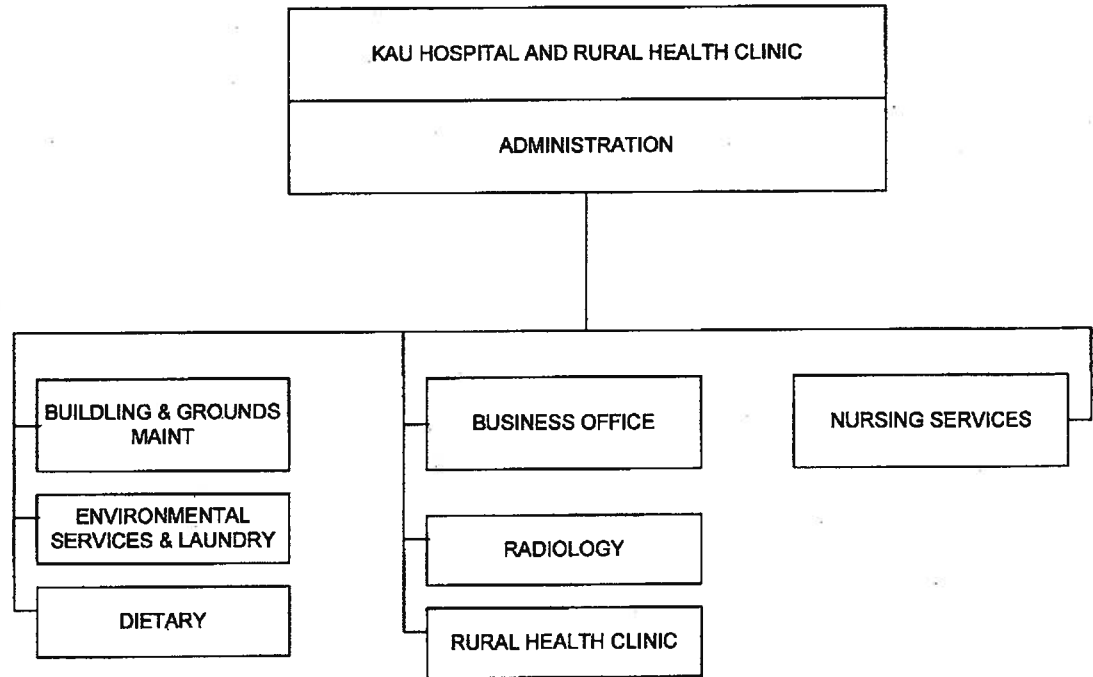 KAU HOSPITAL AND RURAL HEALTH CLINIC
ADMINISTRATION
BUILDLING & GROUNDS
MAINT
ENVIRONMENTAL
SERVICES & LAUNDRY
DIETARY
BUSINESS OFFICE
RADIOLOGY
RURAL HEALTH CLINIC
NURSING SERVICES